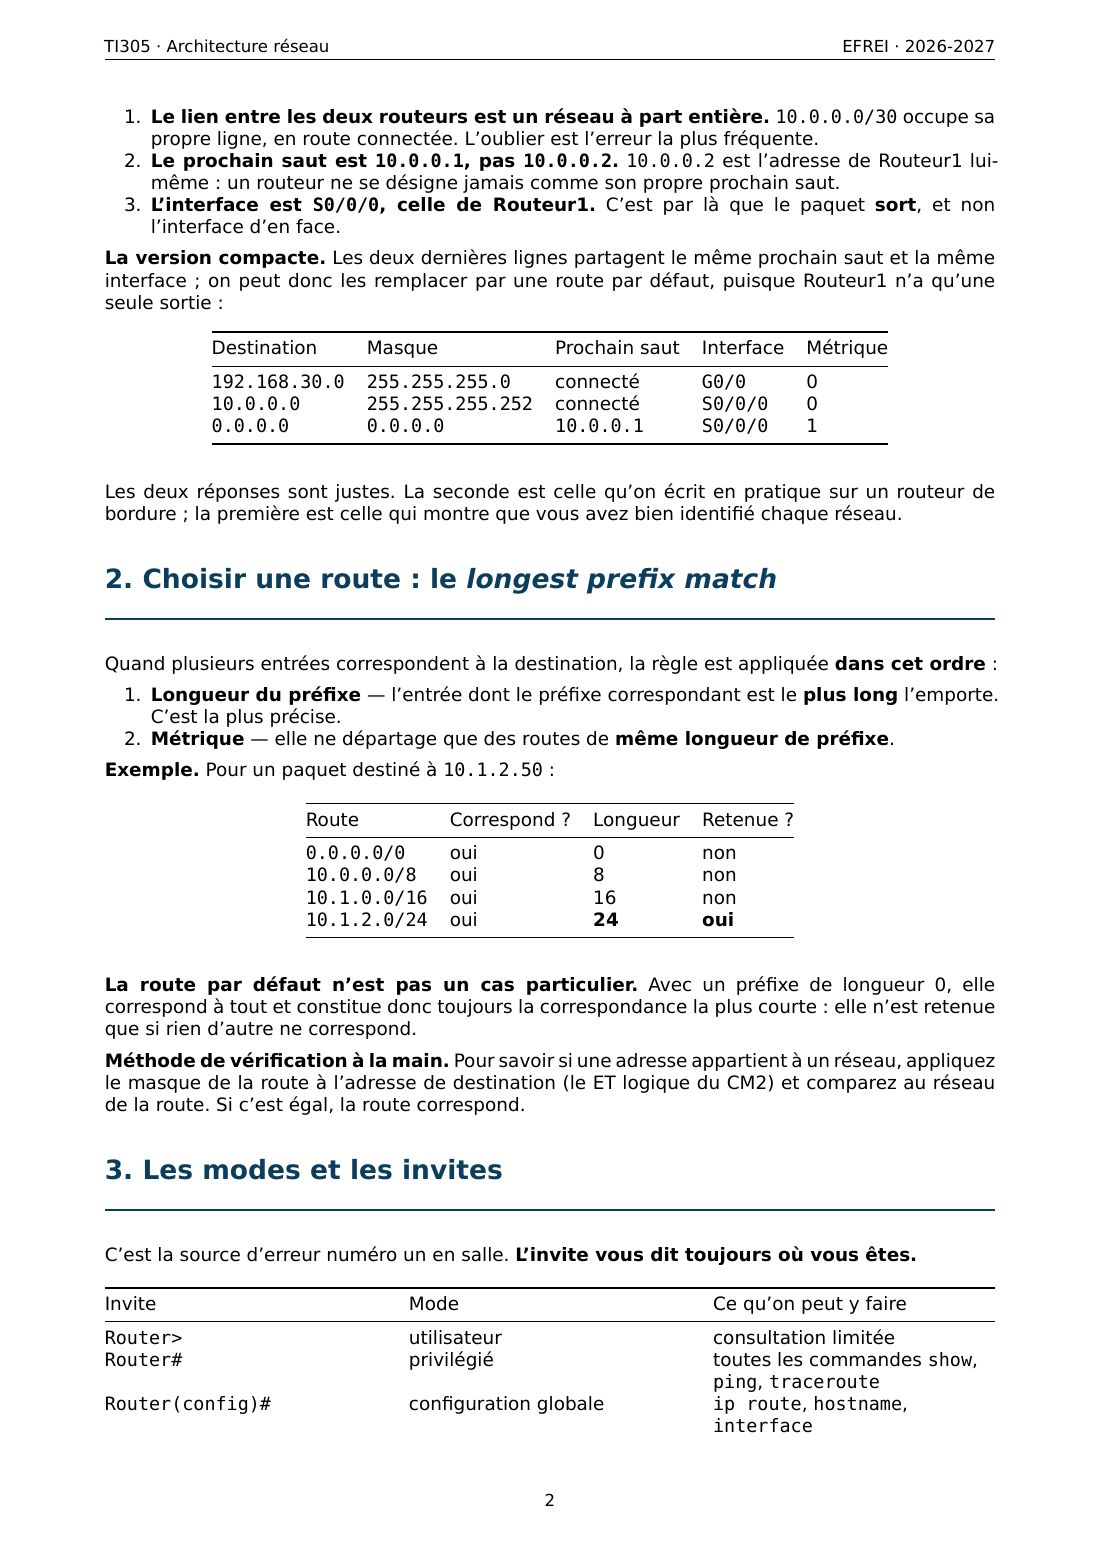 TI305 · Architecture réseau
EFREI · 2026-2027
1. Le lien entre les deux routeurs est un réseau à part entière. 10.0.0.0/30 occupe sa
propre ligne, en route connectée. L’oublier est l’erreur la plus fréquente.
2. Le prochain saut est 10.0.0.1, pas 10.0.0.2. 10.0.0.2 est l’adresse de Routeur1 lui-
même : un routeur ne se désigne jamais comme son propre prochain saut.
3. L’interface est S0/0/0, celle de Routeur1. C’est par là que le paquet sort, et non
l’interface d’en face.
La version compacte. Les deux dernières lignes partagent le même prochain saut et la même
interface ; on peut donc les remplacer par une route par défaut, puisque Routeur1 n’a qu’une
seule sortie :
Destination Masque Prochain saut Interface Métrique
192.168.30.0 255.255.255.0 connecté G0/0 0
10.0.0.0 255.255.255.252 connecté S0/0/0 0
0.0.0.0 0.0.0.0 10.0.0.1 S0/0/0 1
Les deux réponses sont justes. La seconde est celle qu’on écrit en pratique sur un routeur de
bordure ; la première est celle qui montre que vous avez bien identifié chaque réseau.
2. Choisir une route : le longest prefix match
Quand plusieurs entrées correspondent à la destination, la règle est appliquée dans cet ordre :
1. Longueur du préfixe — l’entrée dont le préfixe correspondant est le plus long l’emporte.
C’est la plus précise.
2. Métrique — elle ne départage que des routes de même longueur de préfixe.
Exemple. Pour un paquet destiné à 10.1.2.50 :
Route Correspond ? Longueur Retenue ?
0.0.0.0/0 oui 0 non
10.0.0.0/8 oui 8 non
10.1.0.0/16 oui 16 non
10.1.2.0/24 oui 24 oui
La route par défaut n’est pas un cas particulier. Avec un préfixe de longueur 0, elle
correspond à tout et constitue donc toujours la correspondance la plus courte : elle n’est retenue
que si rien d’autre ne correspond.
Méthode de vérification à la main. Pour savoir si une adresse appartient à un réseau, appliquez
le masque de la route à l’adresse de destination (le ET logique du CM2) et comparez au réseau
de la route. Si c’est égal, la route correspond.
3. Les modes et les invites
C’est la source d’erreur numéro un en salle. L’invite vous dit toujours où vous êtes.
Invite Mode Ce qu’on peut y faire
Router> utilisateur consultation limitée
Router# privilégié toutes les commandes show,
ping, traceroute
Router(config)# configuration globale ip route, hostname,
interface
2